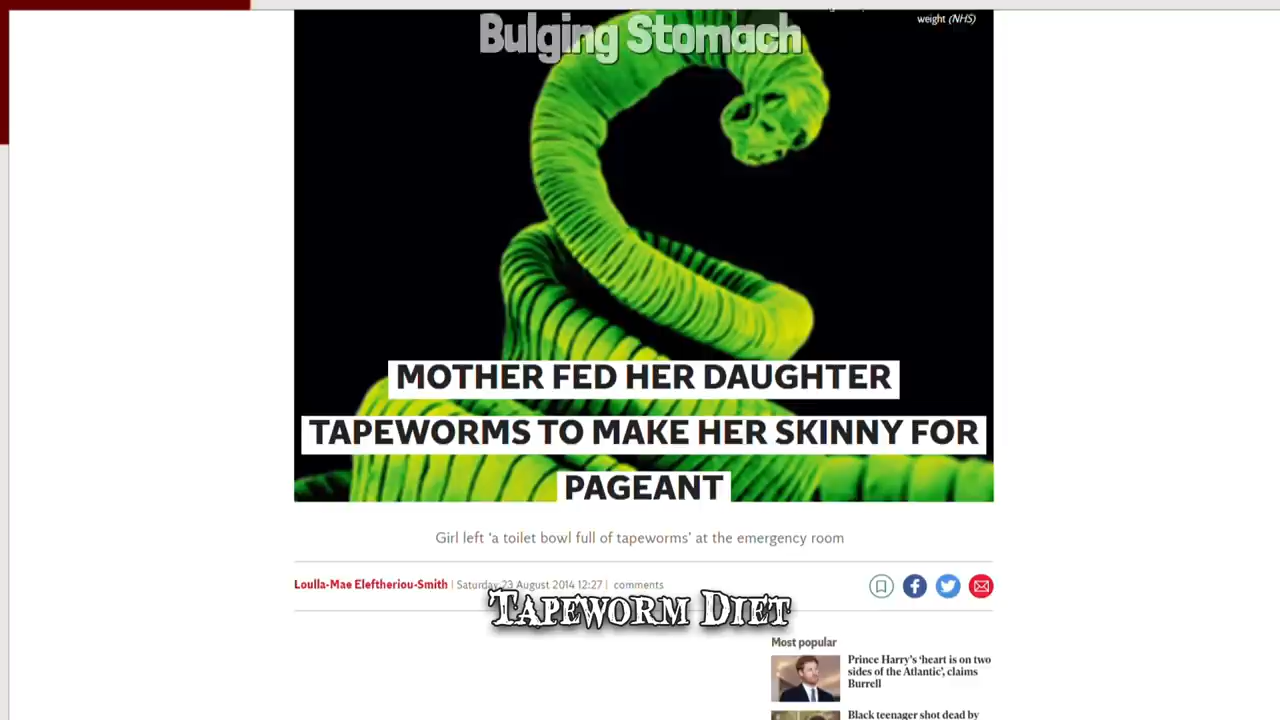 weight (NHS)
Bulging Stomach
MOTHER FED HER DAUGHTER
TAPEWORMS TO MAKE HER SKINNY FOR
PAGEANT
Girl left ‘a toilet bowl full of tapeworms’ at the emergency room
Loulla-Mae Eleftheriou-Smith | Saturday 23 August 2014 12:27 | comments
Tapeworm Diet
Most popular
Prince Harry’s ‘heart is on two
sides of the Atlantic’, claims
Burrell
Black teenager shot dead by